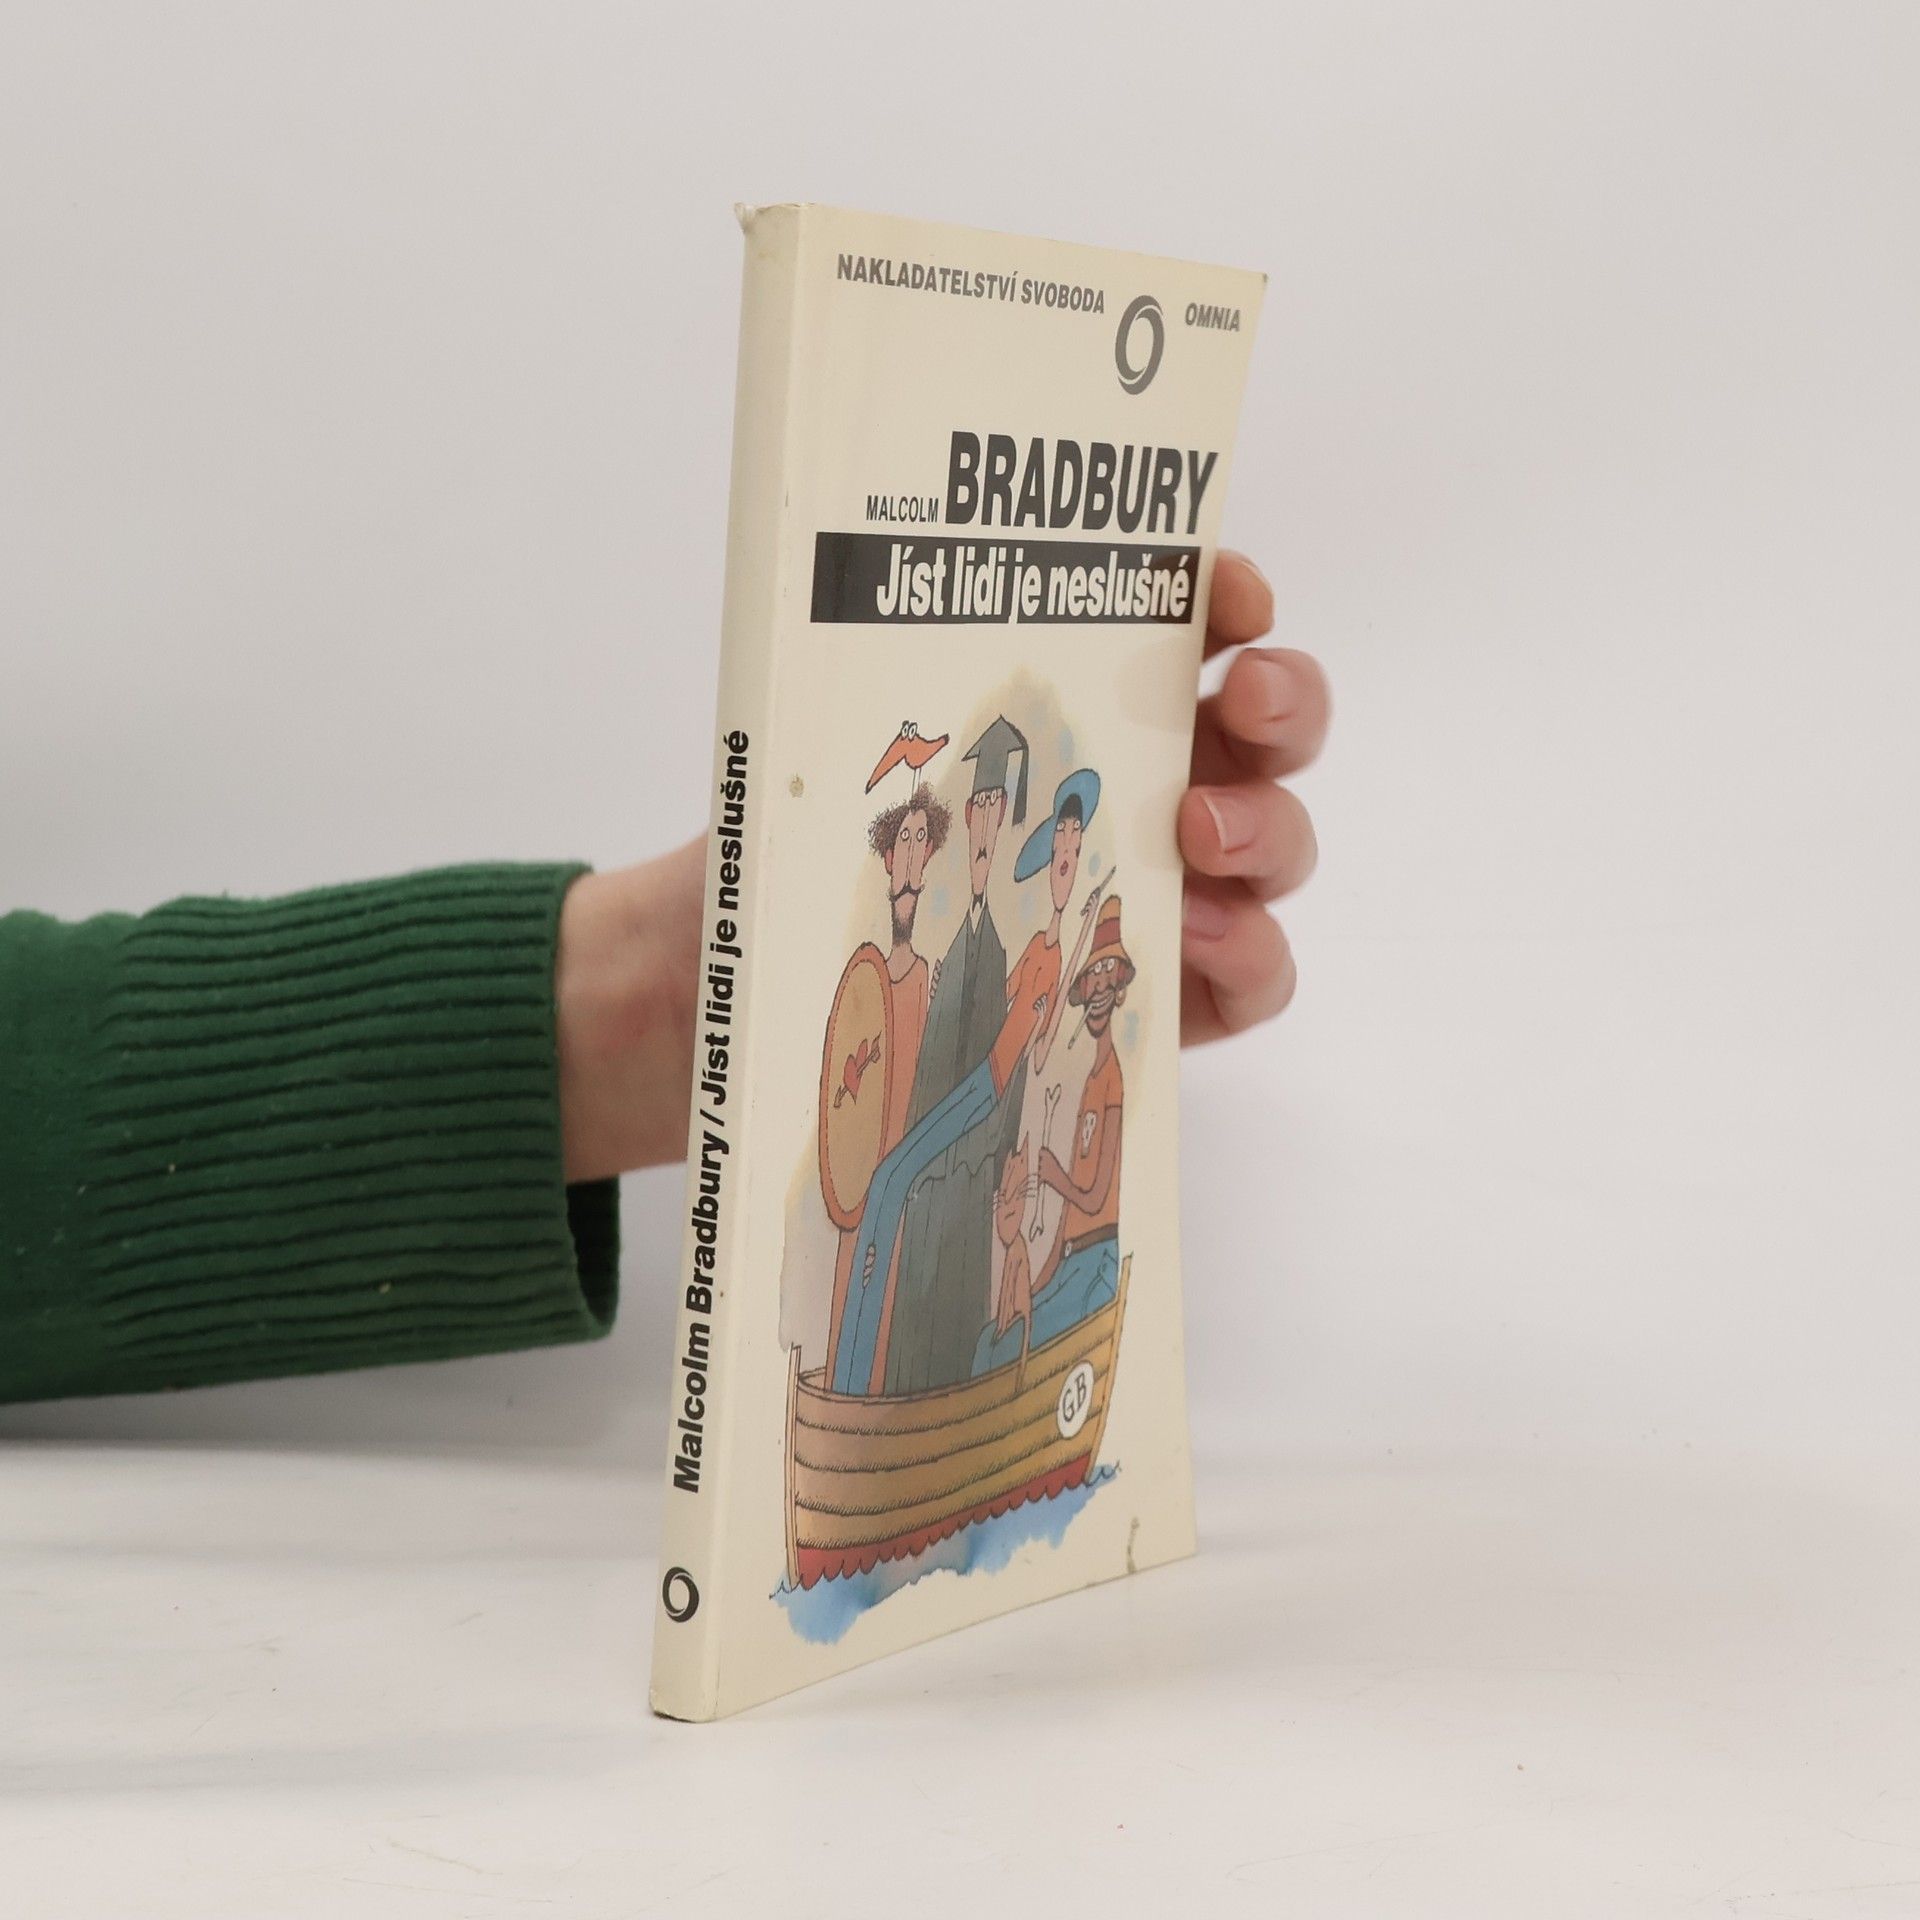 NAKLADATELSTVÍ SVOBODA OMNIA
MALCOLM BRADBURY
Jíst lidi je neslušné
GB
Malcolm Bradbury / Jíst lidi je neslušné